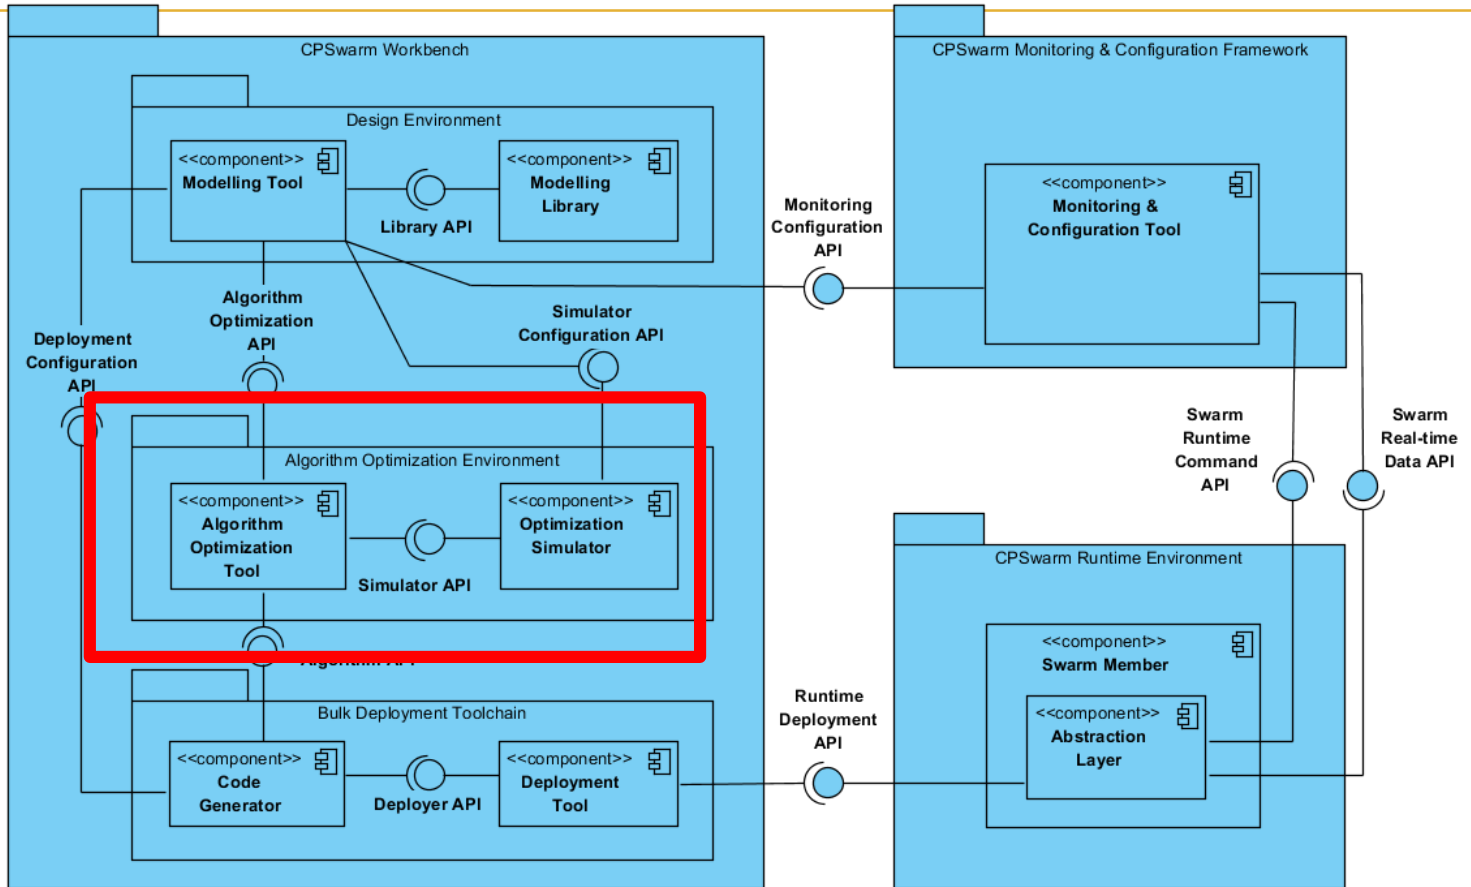 CPSwarm Workbench
CPSwarm Monitoring & Configuration Framework
Design Environment
<<component>>
Modelling Tool
Library API
<<component>>
Modelling
Library
Monitoring
Configuration
API
<<component>>
Monitoring &
Configuration Tool
Algorithm
Optimization
API
Simulator
Configuration API
Deployment
Configuration
API
Swarm
Runtime
Command
API
Swarm
Real-time
Data API
Algorithm Optimization Environment
<<component>>
Algorithm
Optimization
Tool
Simulator API
<<component>>
Optimization
Simulator
Algorithm API
CPSwarm Runtime Environment
<<component>>
Swarm Member
<<component>>
Abstraction
Layer
Runtime
Deployment
API
Bulk Deployment Toolchain
<<component>>
Code
Generator
Deployer API
<<component>>
Deployment
Tool